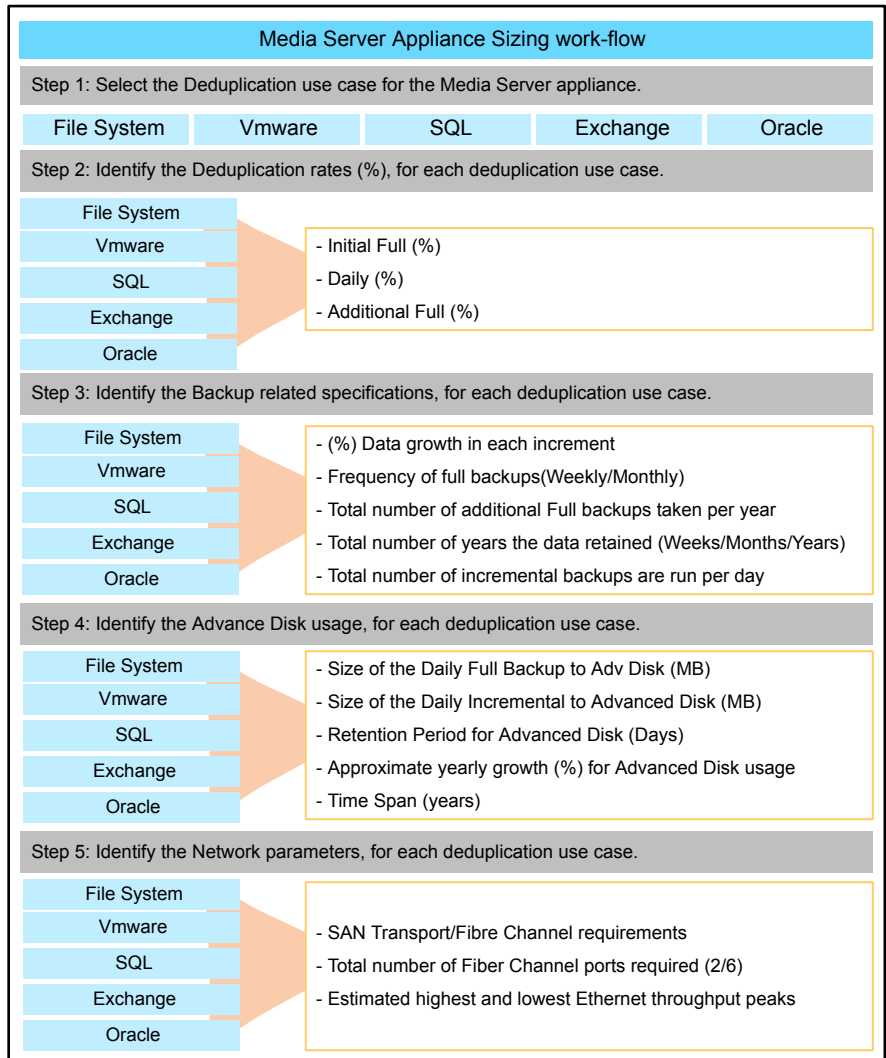 Media Server Appliance Sizing work-flow
Step 1: Select the Deduplication use case for the Media Server appliance.
File System
Vmware
SQL
Exchange
Oracle
Step 2: Identify the Deduplication rates (%), for each deduplication use case.
File System
Vmware
SQL
Exchange
Oracle
- Initial Full (%)
- Daily (%)
- Additional Full (%)
Step 3: Identify the Backup related specifications, for each deduplication use case.
File System
Vmware
SQL
Exchange
Oracle
- (%) Data growth in each increment
- Frequency of full backups(Weekly/Monthly)
- Total number of additional Full backups taken per year
- Total number of years the data retained (Weeks/Months/Years)
- Total number of incremental backups are run per day
Step 4: Identify the Advance Disk usage, for each deduplication use case.
File System
Vmware
SQL
Exchange
Oracle
- Size of the Daily Full Backup to Adv Disk (MB)
- Size of the Daily Incremental to Advanced Disk (MB)
- Retention Period for Advanced Disk (Days)
- Approximate yearly growth (%) for Advanced Disk usage
- Time Span (years)
Step 5: Identify the Network parameters, for each deduplication use case.
File System
Vmware
SQL
Exchange
Oracle
- SAN Transport/Fibre Channel requirements
- Total number of Fiber Channel ports required (2/6)
- Estimated highest and lowest Ethernet throughput peaks